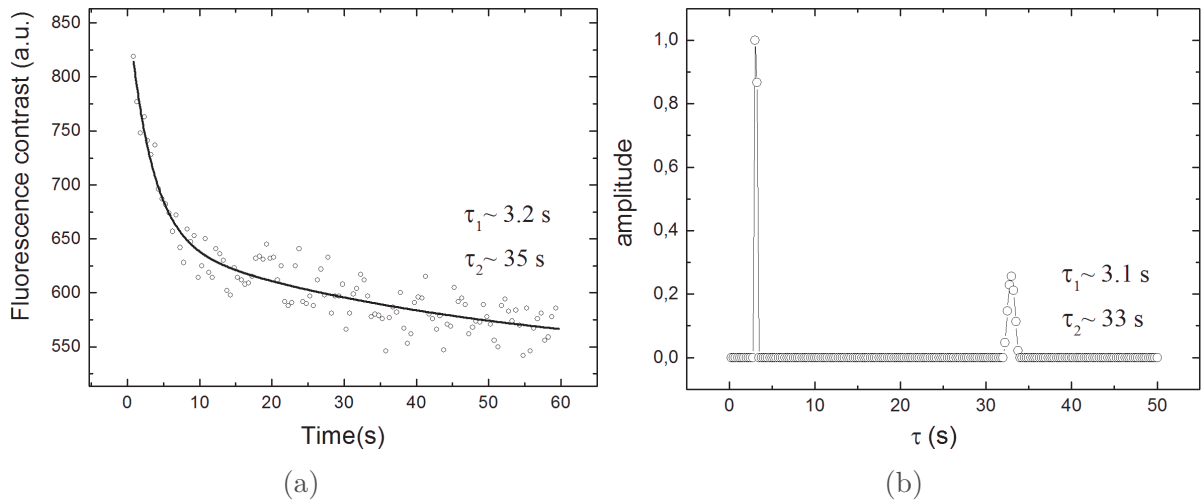 850
800
750
700
650
600
550
0
10
20
30
40
50
60
Fluorescence contrast (a.u.)
Time(s)
τ1~ 3.2 s
τ2~ 35 s
(a)
1,0
0,8
0,6
0,4
0,2
0,0
0
10
20
30
40
50
amplitude
τ (s)
τ1~ 3.1 s
τ2~ 33 s
(b)